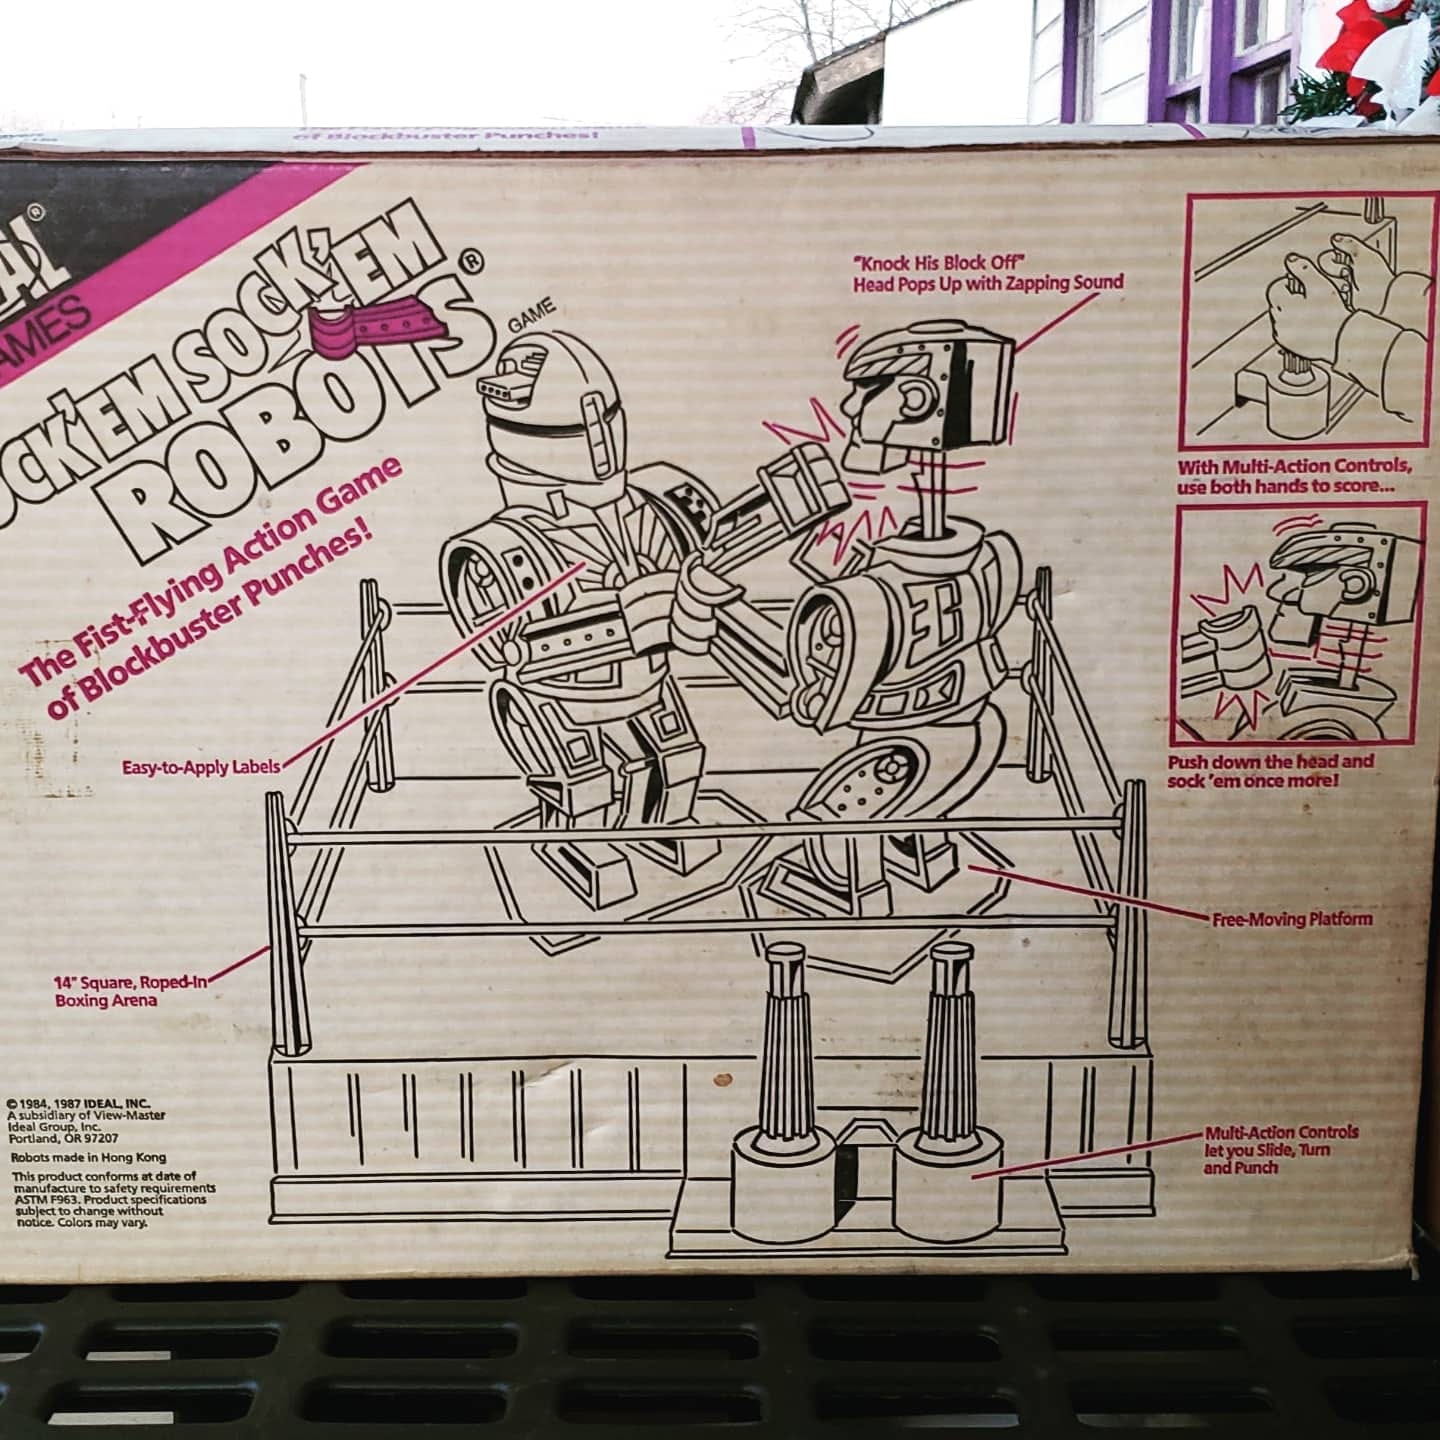 of Blockbuster Punches!
AMES
OCK'EM SOCK'EM
ROBOTS®
GAME
The Fist-Flying Action Game
of Blockbuster Punches!
"Knock His Block Off"
Head Pops Up with Zapping Sound
With Multi-Action Controls,
use both hands to score...
Push down the head and
sock 'em once more!
Easy-to-Apply Labels
Free-Moving Platform
14" Square, Roped-In
Boxing Arena
Multi-Action Controls
let you Slide, Turn
and Punch
© 1984, 1987 IDEAL, INC.
A subsidiary of View-Master
Ideal Group, Inc.
Portland, OR 97207
Robots made in Hong Kong
This product conforms at date of
manufacture to safety requirements
ASTM F963. Product specifications
subject to change without
notice. Colors may vary.